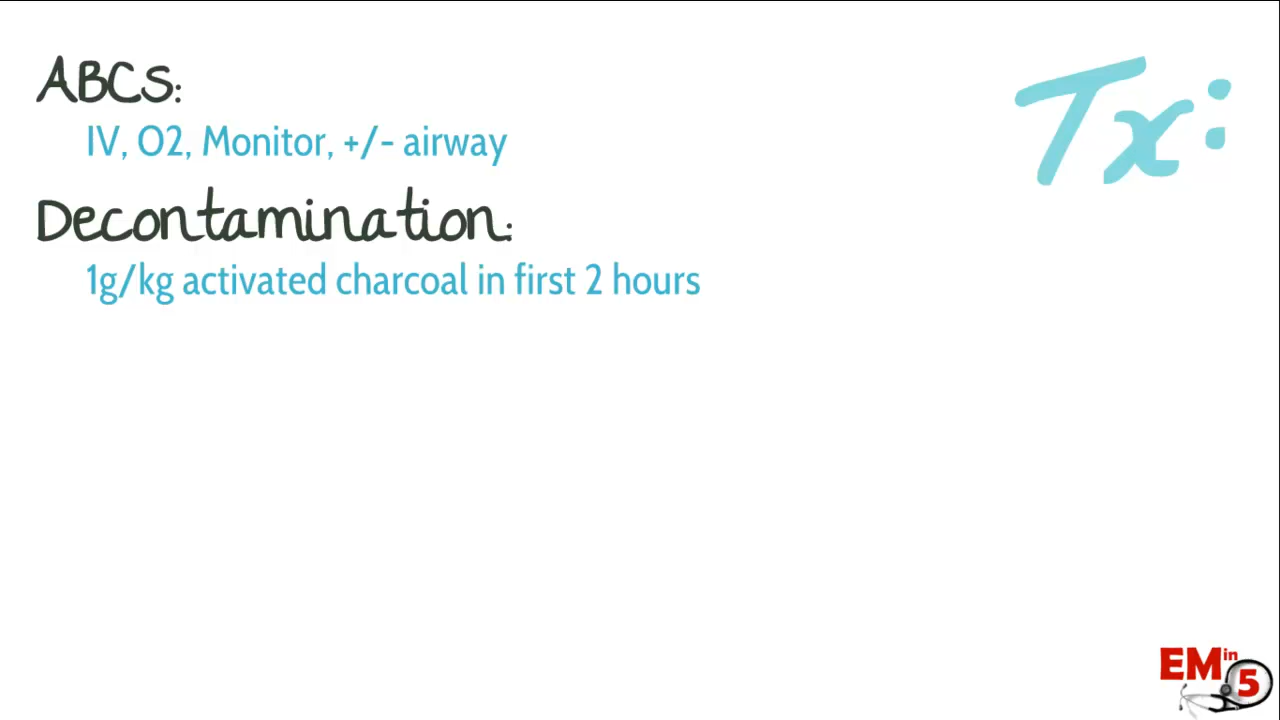 ABCs:
Tx:
IV, O2, Monitor, +/- airway
Decontamination:
1g/kg activated charcoal in first 2 hours
EM in 5